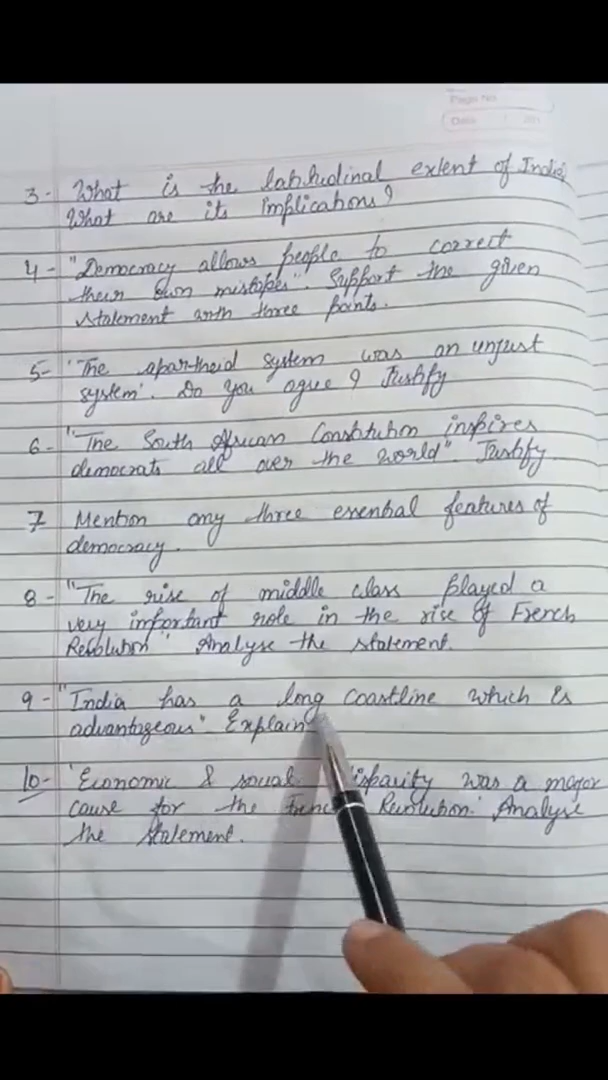 Page No.
Date
3- What is the latitudinal extent of India,
What are its implications?
4- "Democracy allows people to correct
their own mistakes". Support the given
statement with three points.
5- 'The apartheid system was an unjust
system'. Do you agree? Justify
6- "The South African Constitution inspires
democrats all over the world" Justify
7 Mention any three essential features of
democracy.
8- "The rise of middle class played a
very important role in the rise of French
Revolution" Analyse the statement.
9- "India has a long coastline which is
advantageous" Explain
10- 'Economic & social disparity was a major
cause for the French Revolution.' Analyse
the statement.